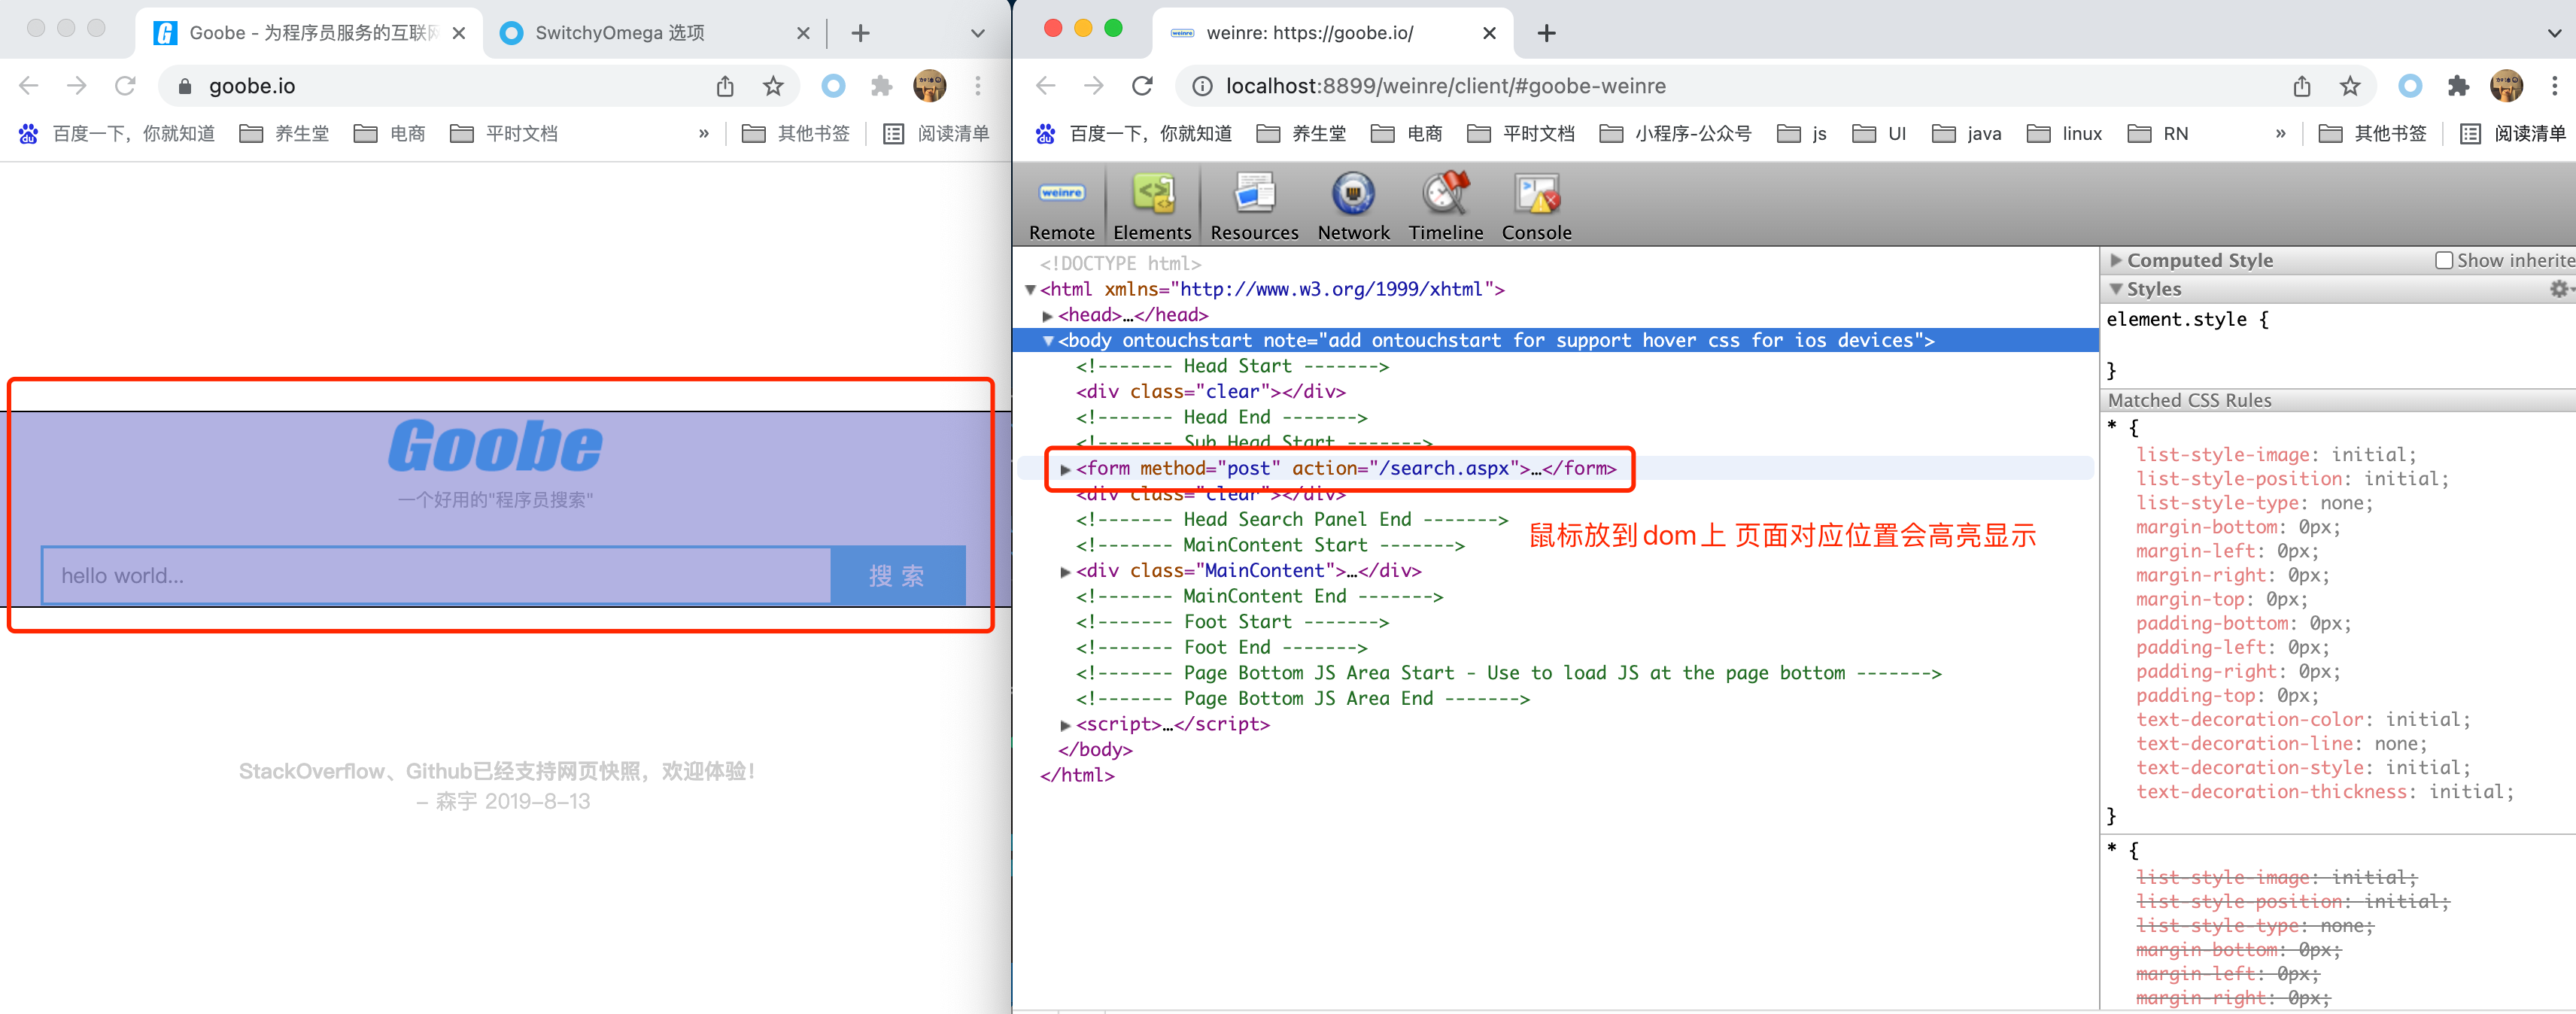 Goobe - 为程序员服务的互联网
SwitchyOmega 选项
goobe.io
百度一下，你就知道
养生堂
电商
平时文档
»
其他书签
阅读清单
Goobe
一个好用的"程序员搜索"
hello world...
搜 索
StackOverflow、Github已经支持网页快照，欢迎体验！
– 森宇 2019-8-13
weinre: https://goobe.io/
localhost:8899/weinre/client/#goobe-weinre
百度一下，你就知道
养生堂
电商
平时文档
小程序-公众号
js
UI
java
linux
RN
»
其他书签
阅读清单
weinre
Remote
Elements
Resources
Network
Timeline
Console
<!DOCTYPE html>
<html xmlns="http://www.w3.org/1999/xhtml">
<head>…</head>
<body ontouchstart note="add ontouchstart for support hover css for ios devices">
<!------- Head Start ------->
<div class="clear"></div>
<!------- Head End ------->
<!------- Sub Head Start ------->
<form method="post" action="/search.aspx">…</form>
<div class="clear"></div>
<!------- Head Search Panel End ------->
<!------- MainContent Start ------->
<div class="MainContent">…</div>
<!------- MainContent End ------->
<!------- Foot Start ------->
<!------- Foot End ------->
<!------- Page Bottom JS Area Start - Use to load JS at the page bottom ------->
<!------- Page Bottom JS Area End ------->
<script>…</script>
</body>
</html>
鼠标放到dom上 页面对应位置会高亮显示
Computed Style
Show inherite
Styles
element.style {
}
Matched CSS Rules
* {
list-style-image: initial;
list-style-position: initial;
list-style-type: none;
margin-bottom: 0px;
margin-left: 0px;
margin-right: 0px;
margin-top: 0px;
padding-bottom: 0px;
padding-left: 0px;
padding-right: 0px;
padding-top: 0px;
text-decoration-color: initial;
text-decoration-line: none;
text-decoration-style: initial;
text-decoration-thickness: initial;
}
* {
list-style-image: initial;
list-style-position: initial;
list-style-type: none;
margin-bottom: 0px;
margin-left: 0px;
margin-right: 0px;